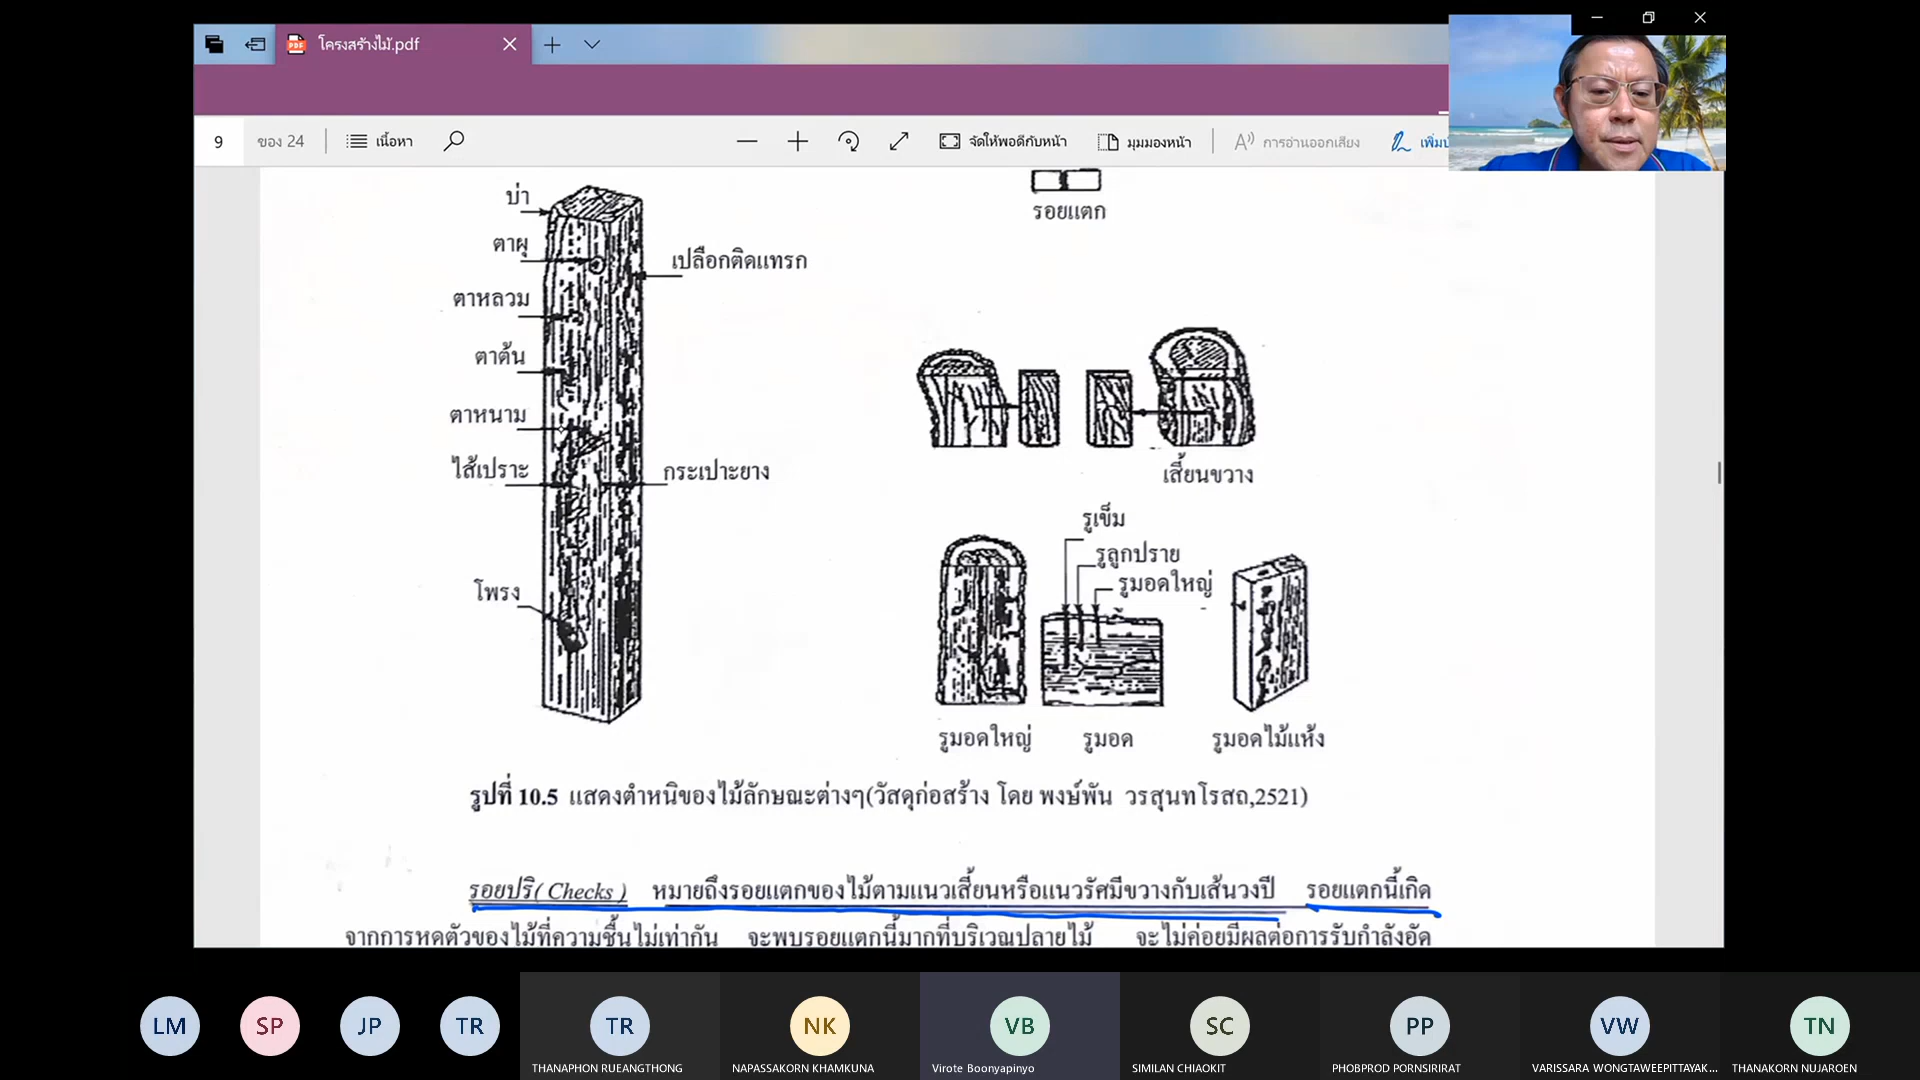 โครงสร้างไม้.pdf
9 ของ 24 เนื้อหา จัดให้พอดีกับหน้า มุมมองหน้า การอ่านออกเสียง
รอยแตก
บ่า
ตาผุ
เปลือกติดแทรก
ตาหลวม
ตาต้น
ตาหนาม
ไส้เปราะ
กระเปาะยาง
โพรง
เสี้ยนขวาง
รูเข็ม
รูลูกปราย
รูมอดใหญ่
รูมอดใหญ่ รูมอด รูมอดไม้แห้ง
รูปที่ 10.5 แสดงตำหนิของไม้ลักษณะต่างๆ(วัสดุก่อสร้าง โดย พงษ์พัน วรสุนทโรสถ,2521)
รอยปริ( Checks ) หมายถึงรอยแตกของไม้ตามแนวเสี้ยนหรือแนวรัศมีขวางกับเส้นวงปี รอยแตกนี้เกิด
จากการหดตัวของไม้ที่ความชื้นไม่เท่ากัน จะพบรอยแตกนี้มากที่บริเวณปลายไม้ จะไม่ค่อยมีผลต่อการรับกำลังอัด
LM SP JP TR TR NK VB SC PP VW TN
THANAPHON RUEANGTHONG NAPASSAKORN KHAMKUNA Virote Boonyapinyo SIMILAN CHIAOKIT PHOBPROD PORNSIRIRAT VARISSARA WONGTAWEEPITTAYAK... THANAKORN NUJAROEN